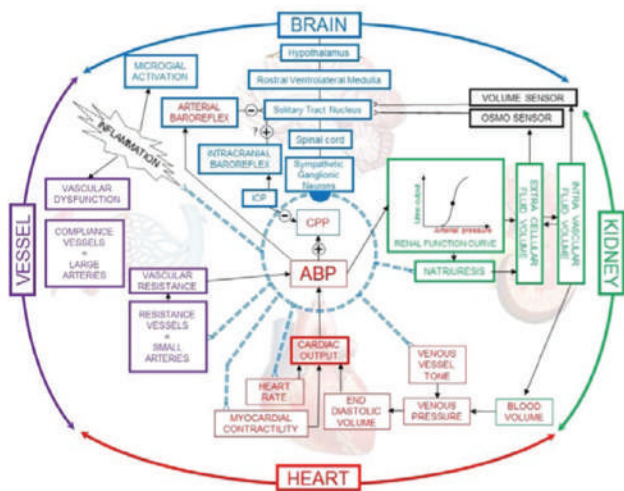 BRAIN
Hypothalamus
MICROGIAL
ACTIVATION
Rostral Ventrolateral Medulla
ARTERIAL
BAROREFLEX
Solitary Tract Nucleus
VOLUME SENSOR
OSMO SENSOR
INFLAMMATION
?
Spinal cord
INTRACRANIAL
BAROREFLEX
Sympathetic
Ganglionic
Neurons
VASCULAR
DYSFUNCTION
ICP
CPP
Urinary output
Arterial pressure
RENAL FUNCTION CURVE
EXTRA CELLULAR
FLUID VOLUME
INTRA VASCULAR
FLUID VOLUME
VESSEL
KIDNEY
COMPLIANCE
VESSELS
=
LARGE
ARTERIES
VASCULAR
RESISTANCE
ABP
NATRIURESIS
RESISTANCE
VESSELS
=
SMALL
ARTERIES
CARDIAC
OUTPUT
VENOUS
VESSEL
TONE
HEART
RATE
MYOCARDIAL
CONTRACTILITY
END
DIASTOLIC
VOLUME
VENOUS
PRESSURE
BLOOD
VOLUME
HEART